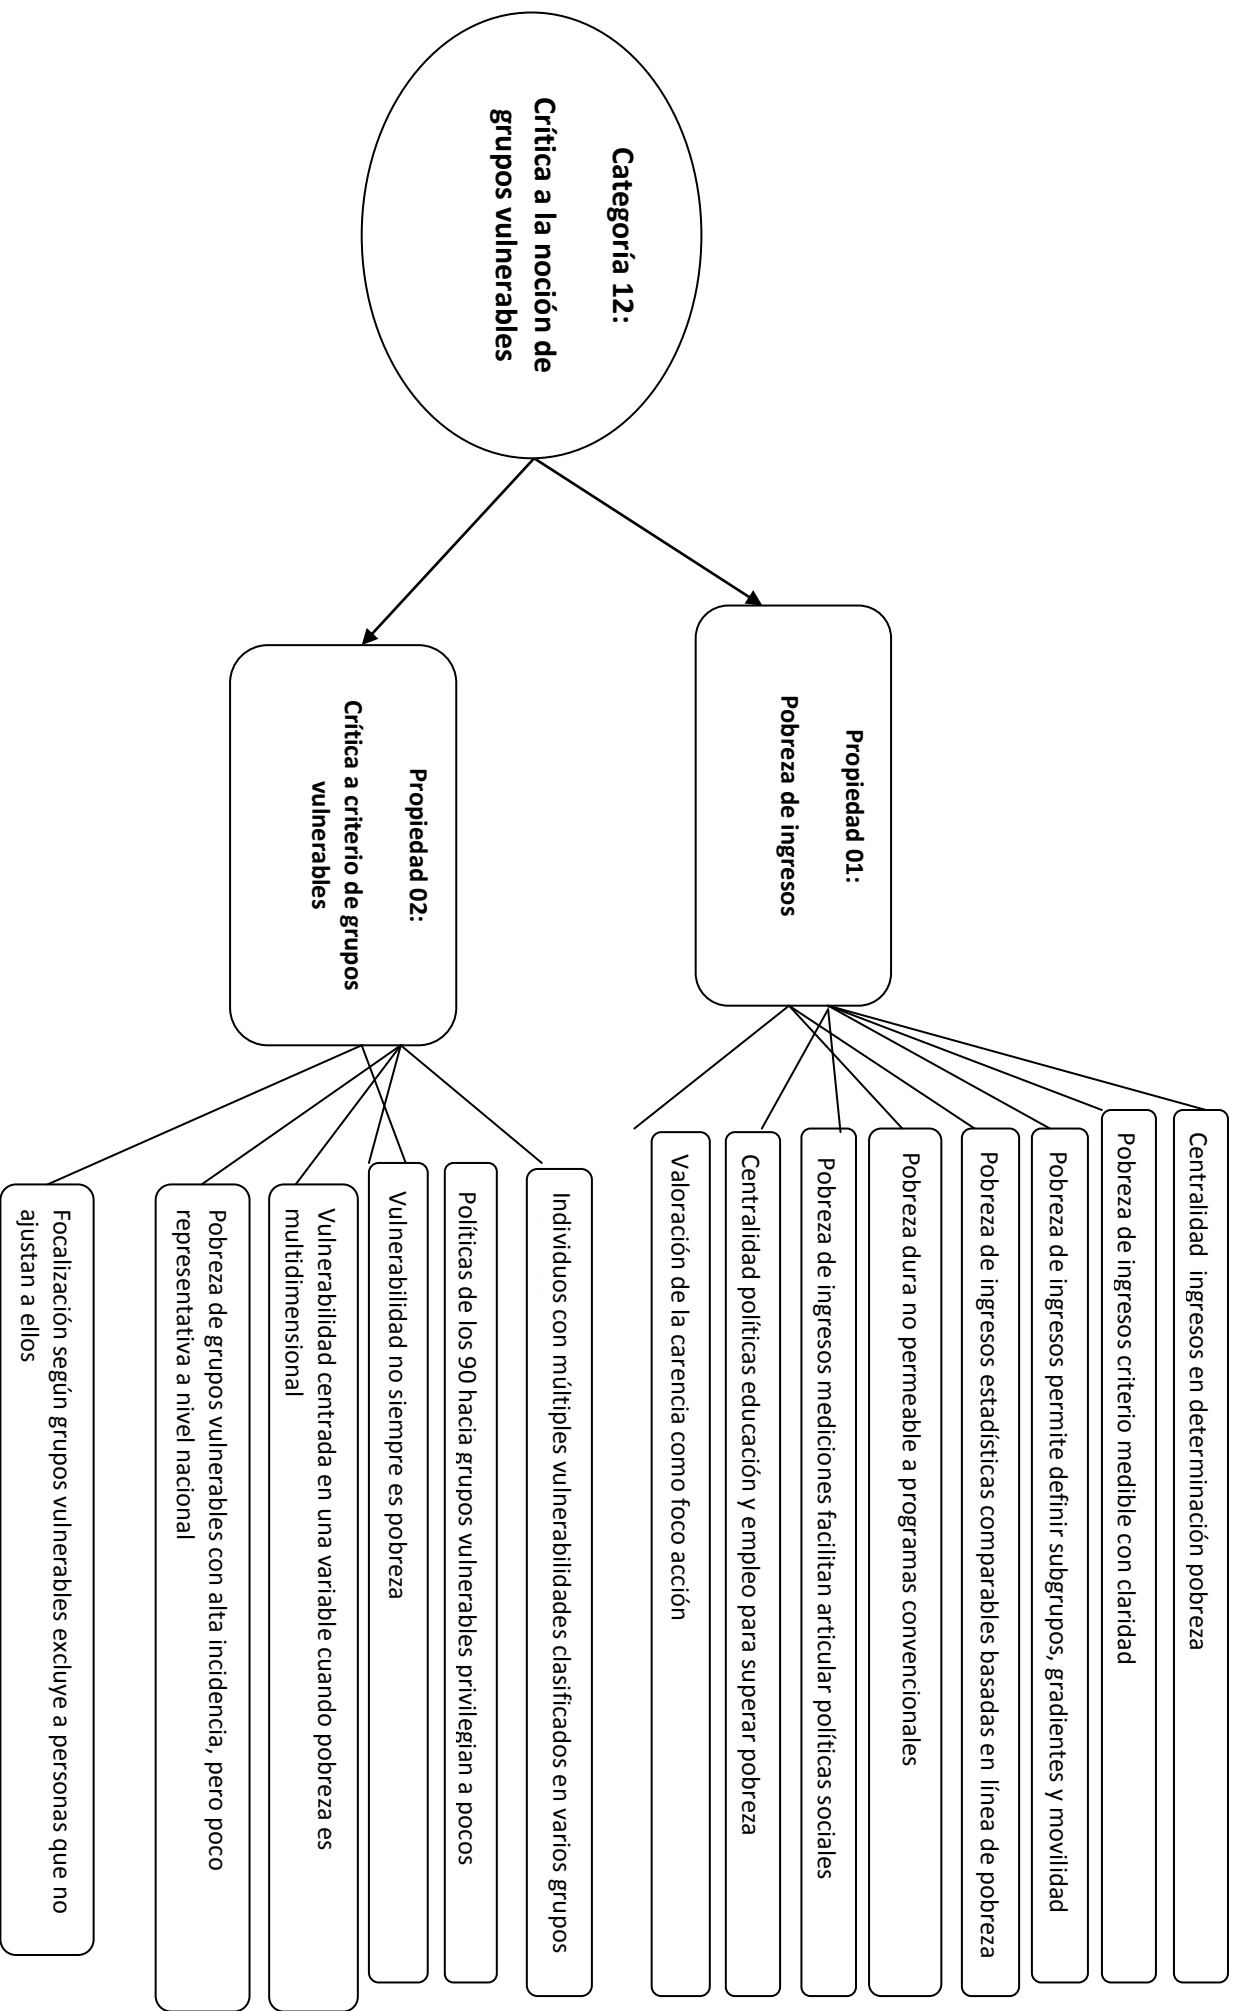 Categoría 12:
Crítica a la noción de
grupos vulnerables
Propiedad 01:
Pobreza de ingresos
Centralidad  ingresos en determinación pobreza
Pobreza de ingresos criterio medible con claridad
Pobreza de ingresos permite definir subgrupos, gradientes y movilidad
Pobreza de ingresos estadísticas comparables basadas en línea de pobreza
Pobreza dura no permeable a programas convencionales
Pobreza de ingresos mediciones facilitan articular políticas sociales
Centralidad políticas educación y empleo para superar pobreza
Valoración de la carencia como foco acción
Propiedad 02:
Crítica a criterio de grupos
vulnerables
Individuos con múltiples vulnerabilidades clasificados en varios grupos
Políticas de los 90 hacia grupos vulnerables privilegian a pocos
Vulnerabilidad no siempre es pobreza
Vulnerabilidad centrada en una variable cuando pobreza es
multidimensional
Pobreza de grupos vulnerables con alta incidencia, pero poco
representativa a nivel nacional
Focalización según grupos vulnerables excluye a personas que no
ajustan a ellos